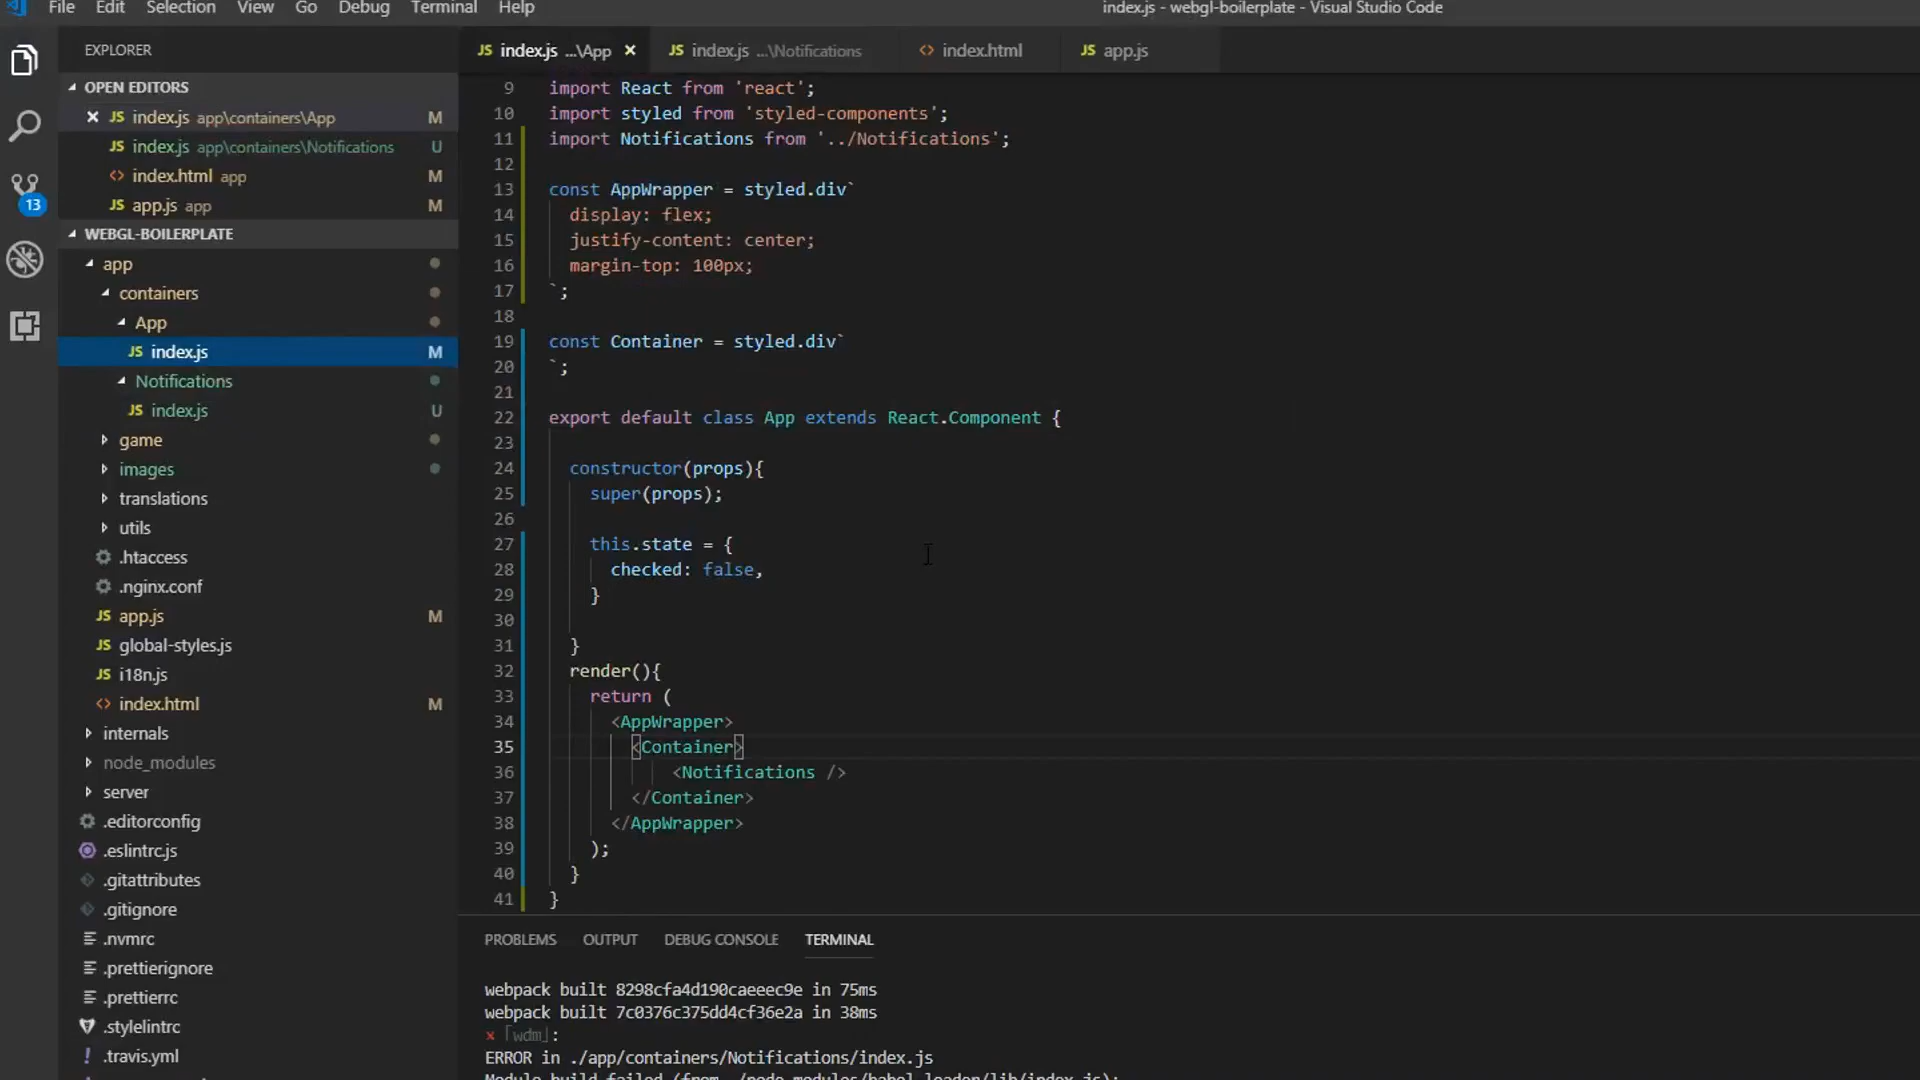 File Edit Selection View Go Debug Terminal Help
index.js - webgl-boilerplate - Visual Studio Code
EXPLORER
OPEN EDITORS
index.js app\containers\App M
index.js app\containers\Notifications U
index.html app M
app.js app M
WEBGL-BOILERPLATE
app
containers
App
index.js M
Notifications
index.js U
game
images
translations
utils
.htaccess
.nginx.conf
app.js M
global-styles.js
i18n.js
index.html M
internals
node_modules
server
.editorconfig
.eslintrc.js
.gitattributes
.gitignore
.nvmrc
.prettierignore
.prettierrc
.stylelintrc
.travis.yml
13
index.js ...\App index.js ...\Notifications index.html app.js
9 import React from 'react';
10 import styled from 'styled-components';
11 import Notifications from '../Notifications';
12
13 const AppWrapper = styled.div`
14 display: flex;
15 justify-content: center;
16 margin-top: 100px;
17 `;
18
19 const Container = styled.div`
20 `;
21
22 export default class App extends React.Component {
23
24 constructor(props){
25 super(props);
26
27 this.state = {
28 checked: false,
29 }
30
31 }
32 render(){
33 return (
34 <AppWrapper>
35 <Container>
36 <Notifications />
37 </Container>
38 </AppWrapper>
39 );
40 }
41 }
PROBLEMS OUTPUT DEBUG CONSOLE TERMINAL
webpack built 8298cfa4d190caeeec9e in 75ms
webpack built 7c0376c375dd4cf36e2a in 38ms
× ｢wdm｣:
ERROR in ./app/containers/Notifications/index.js
Module build failed (from ./node_modules/babel-loader/lib/index.js):